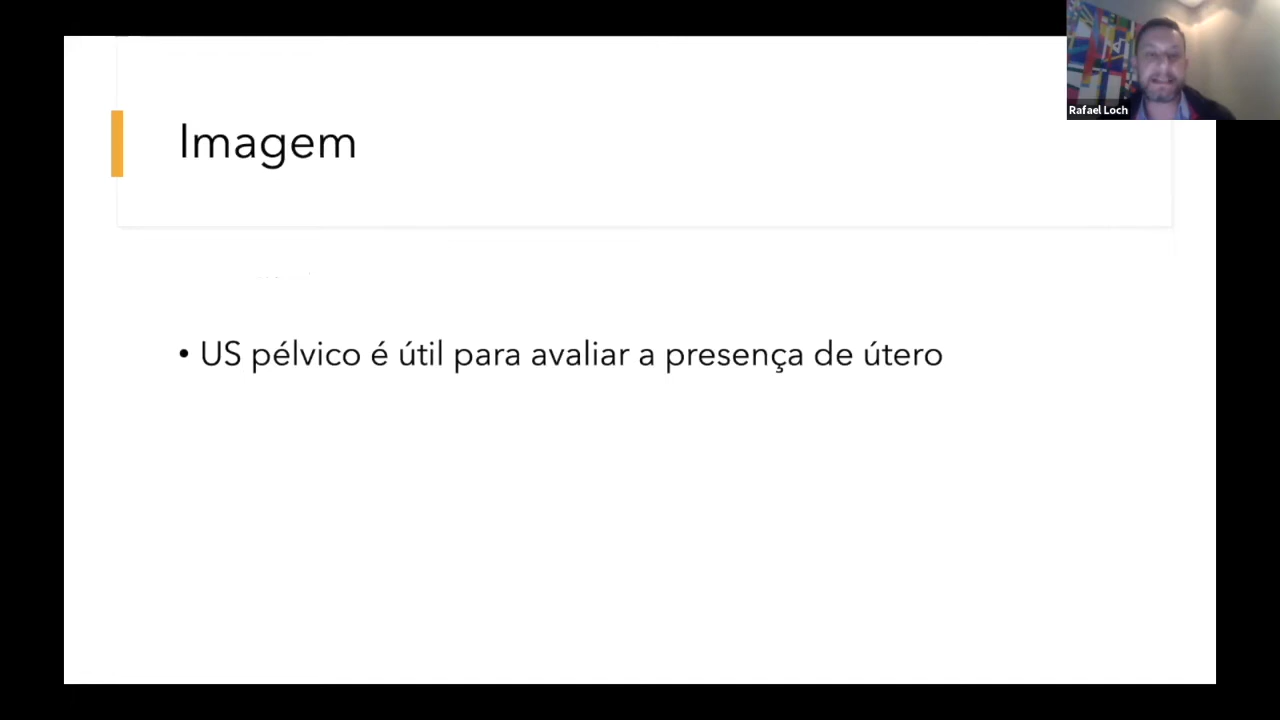 Imagem
• US pélvico é útil para avaliar a presença de útero
Rafael Loch